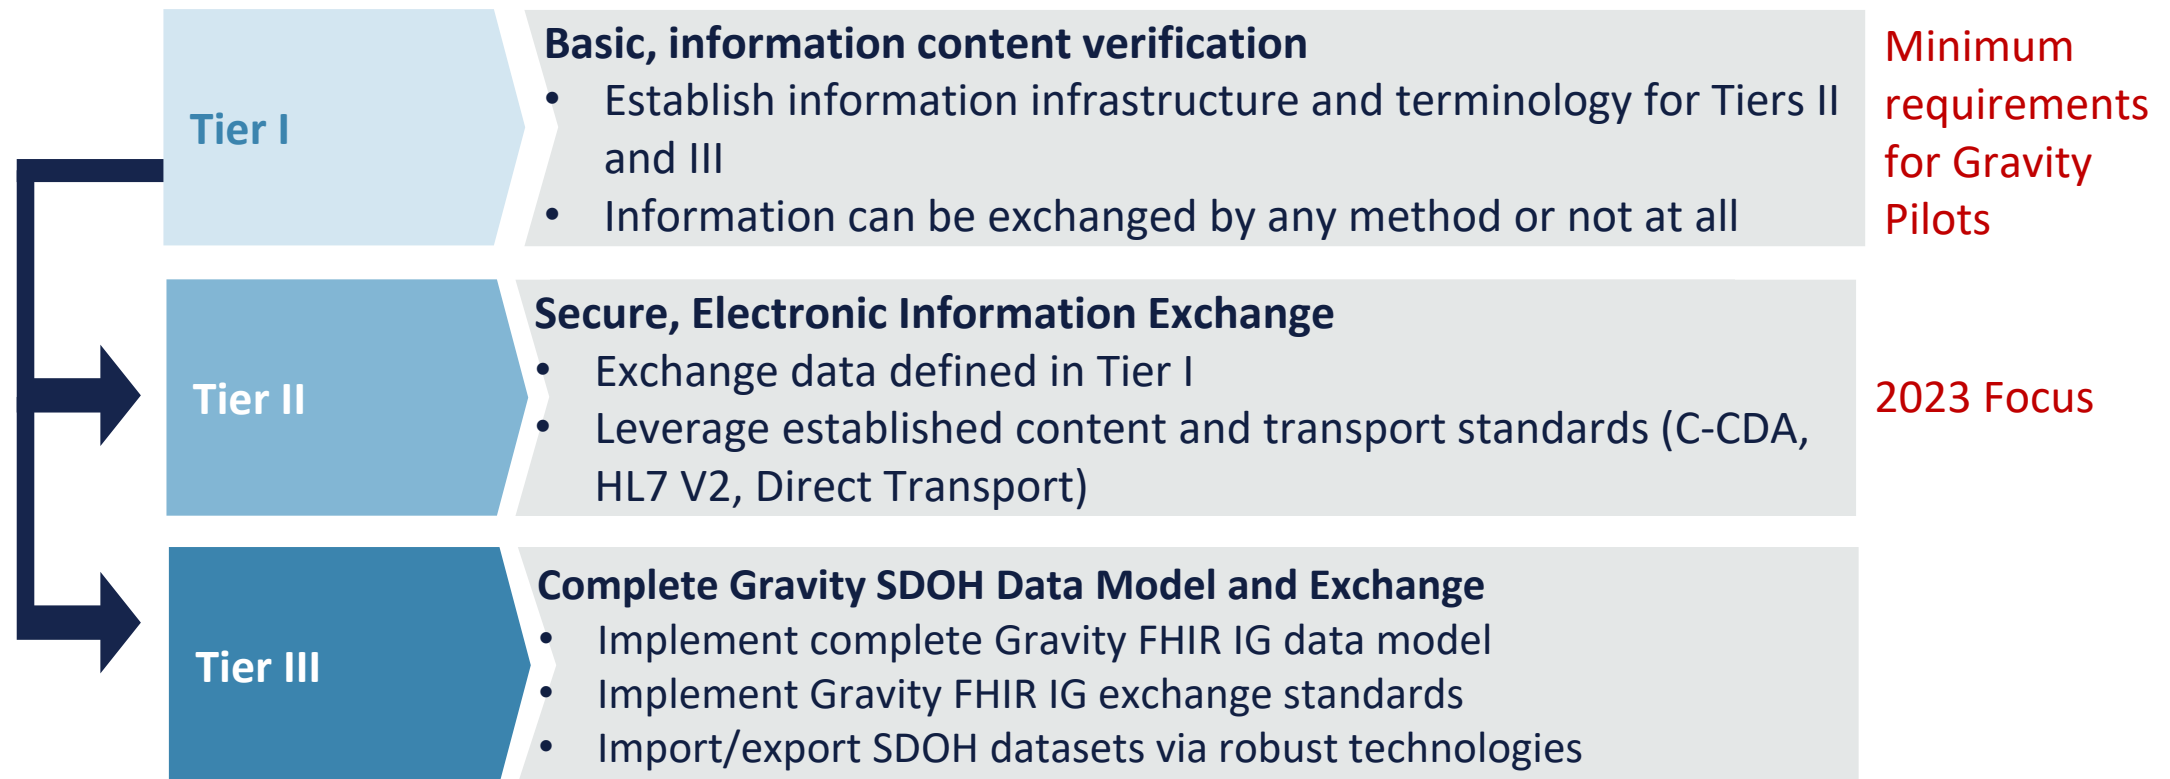 Tier I
Basic, information content verification
• Establish information infrastructure and terminology for Tiers II
and III
• Information can be exchanged by any method or not at all
Minimum
requirements
for Gravity
Pilots
Tier II
Secure, Electronic Information Exchange
• Exchange data defined in Tier I
• Leverage established content and transport standards (C-CDA,
HL7 V2, Direct Transport)
2023 Focus
Tier III
Complete Gravity SDOH Data Model and Exchange
• Implement complete Gravity FHIR IG data model
• Implement Gravity FHIR IG exchange standards
• Import/export SDOH datasets via robust technologies